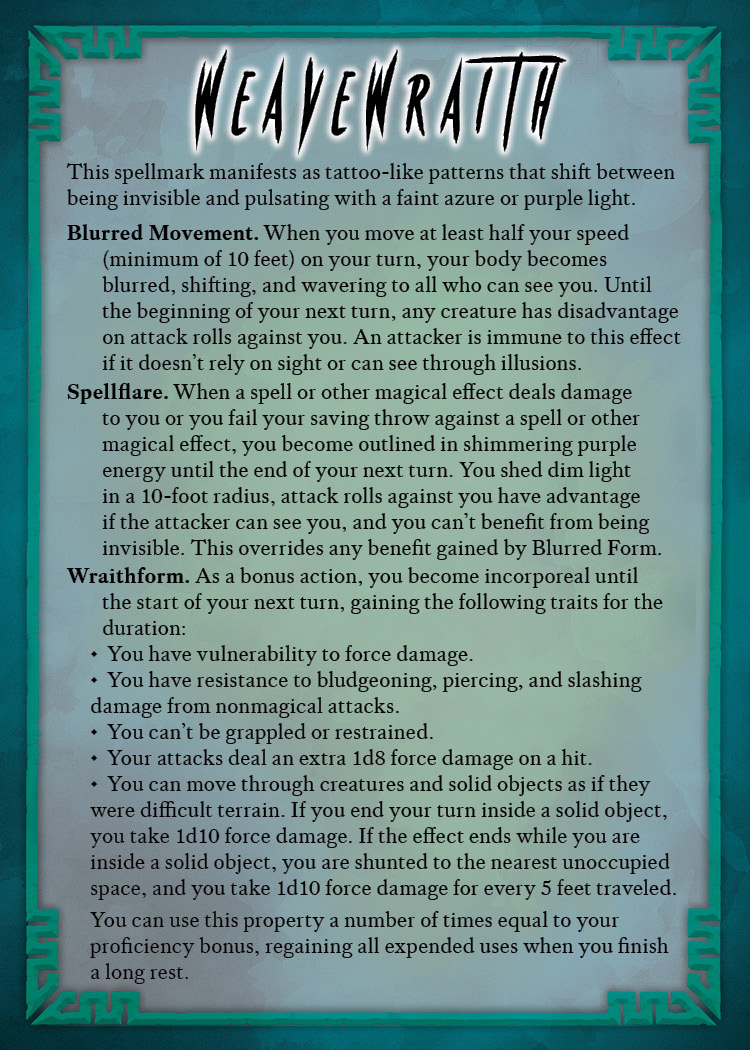 WEAVEWRAITH
This spellmark manifests as tattoo-like patterns that shift between
being invisible and pulsating with a faint azure or purple light.
Blurred Movement. When you move at least half your speed
(minimum of 10 feet) on your turn, your body becomes
blurred, shifting, and wavering to all who can see you. Until
the beginning of your next turn, any creature has disadvantage
on attack rolls against you. An attacker is immune to this effect
if it doesn't rely on sight or can see through illusions.
Spellflare. When a spell or other magical effect deals damage
to you or you fail your saving throw against a spell or other
magical effect, you become outlined in shimmering purple
energy until the end of your next turn. You shed dim light
in a 10-foot radius, attack rolls against you have advantage
if the attacker can see you, and you can't benefit from being
invisible. This overrides any benefit gained by Blurred Form.
Wraithform. As a bonus action, you become incorporeal until
the start of your next turn, gaining the following traits for the
duration:
• You have vulnerability to force damage.
• You have resistance to bludgeoning, piercing, and slashing
damage from nonmagical attacks.
• You can't be grappled or restrained.
• Your attacks deal an extra 1d8 force damage on a hit.
• You can move through creatures and solid objects as if they
were difficult terrain. If you end your turn inside a solid object,
you take 1d10 force damage. If the effect ends while you are
inside a solid object, you are shunted to the nearest unoccupied
space, and you take 1d10 force damage for every 5 feet traveled.
You can use this property a number of times equal to your
proficiency bonus, regaining all expended uses when you finish
a long rest.